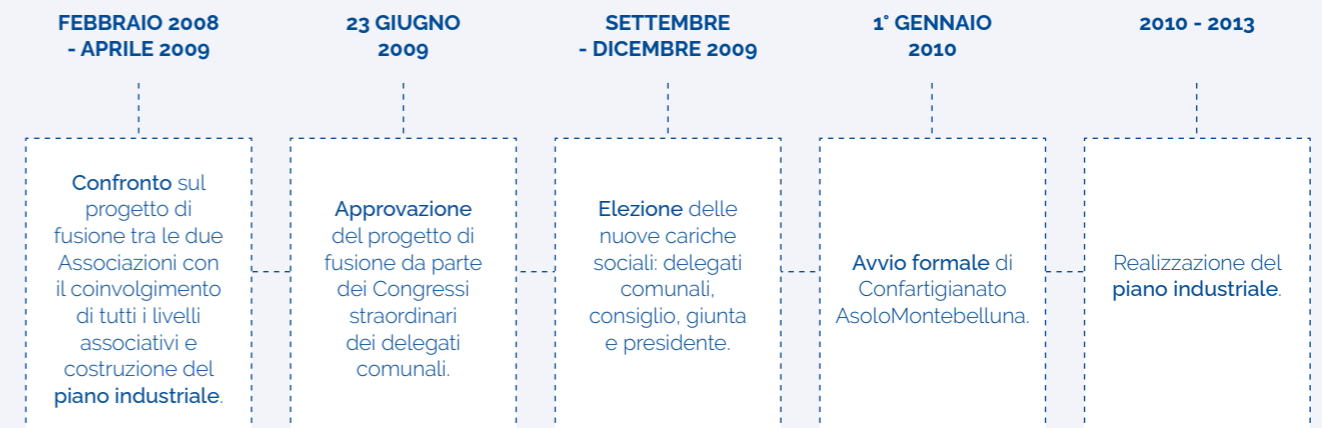 FEBBRAIO 2008
- APRILE 2009
Confronto sul
progetto di
fusione tra le due
Associazioni con
il coinvolgimento
di tutti i livelli
associativi e
costruzione del
piano industriale.
23 GIUGNO
2009
Approvazione
del progetto di
fusione da parte
dei Congressi
straordinari
dei delegati
comunali.
SETTEMBRE
- DICEMBRE 2009
Elezione delle
nuove cariche
sociali: delegati
comunali,
consiglio, giunta
e presidente.
1° GENNAIO
2010
Avvio formale di
Confartigianato
AsoloMontebelluna.
2010 - 2013
Realizzazione del
piano industriale.